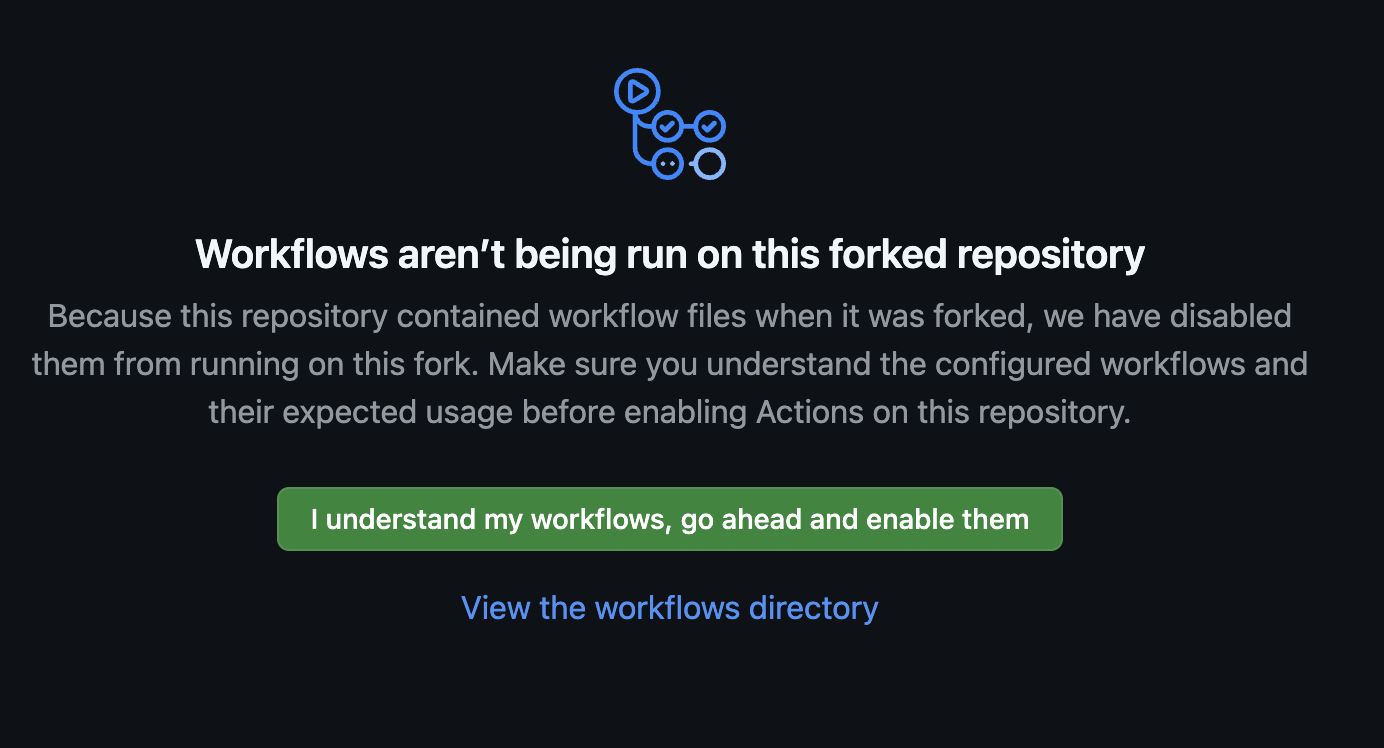 Workflows aren’t being run on this forked repository
Because this repository contained workflow files when it was forked, we have disabled
them from running on this fork. Make sure you understand the configured workflows and
their expected usage before enabling Actions on this repository.
I understand my workflows, go ahead and enable them
View the workflows directory